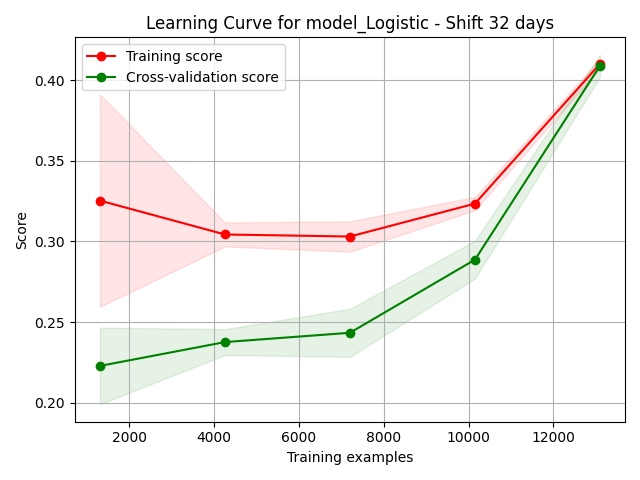 Learning Curve for model_Logistic - Shift 32 days
Training score
Cross-validation score
0.40
0.35
0.30
0.25
0.20
Score
2000 4000 6000 8000 10000 12000
Training examples